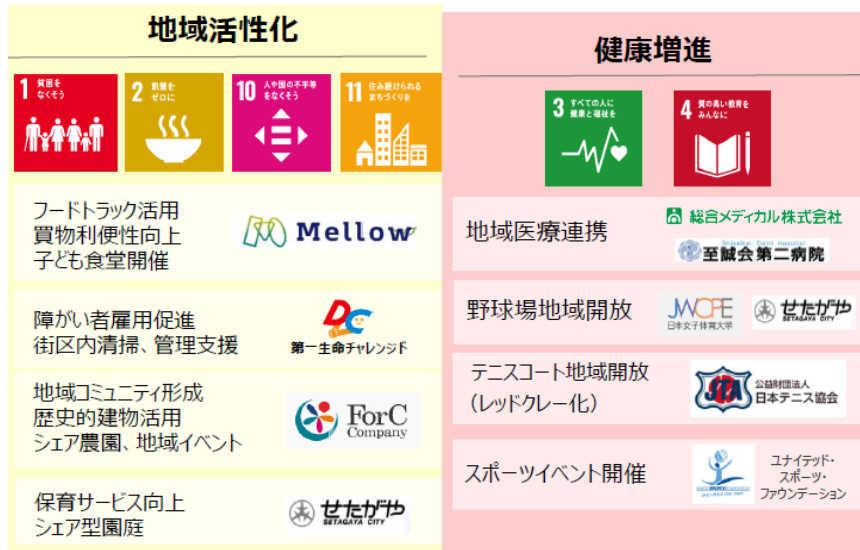 地域活性化
1 貧困を
なくそう
2 飢餓を
ゼロに
10 人や国の不平等
をなくそう
11 住み続けられる
まちづくりを
フードトラック活用
買物利便性向上
子ども食堂開催
Mellow
障がい者雇用促進
街区内清掃、管理支援
DC
第一生命チャレンジド
地域コミュニティ形成
歴史的建物活用
シェア農園、地域イベント
ForC
Company
保育サービス向上
シェア型園庭
せたがや
SETAGAYA CITY
健康増進
3 すべての人に
健康と福祉を
4 質の高い教育を
みんなに
地域医療連携
総合メディカル株式会社
至誠会第二病院
野球場地域開放
JWCPE
日本女子体育大学
せたがや
SETAGAYA CITY
テニスコート地域開放
（レッドクレー化）
JTA
公益財団法人
日本テニス協会
スポーツイベント開催
ユナイテッド・
スポーツ・
ファウンデーション